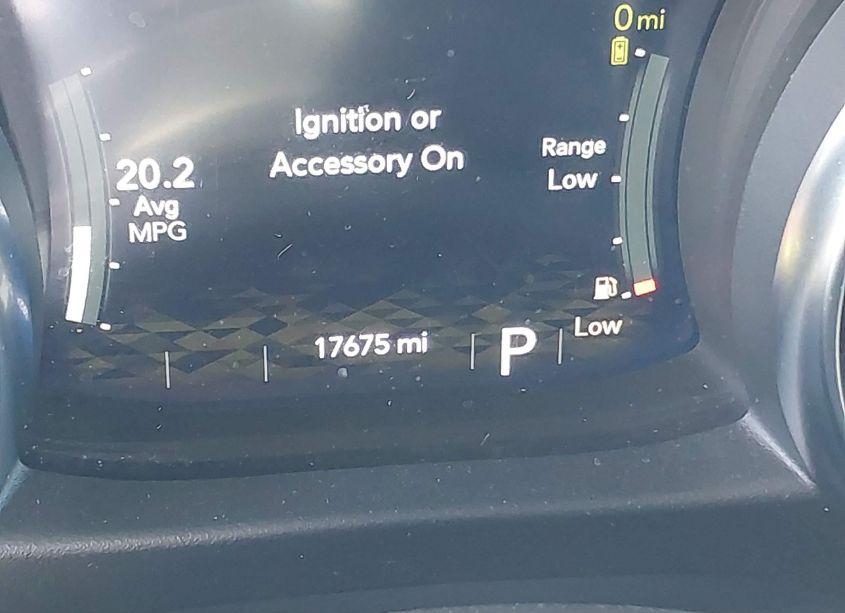 0 mi
Ignition or
Accessory On
20.2
Avg
MPG
Range
Low
17675 mi
P
Low